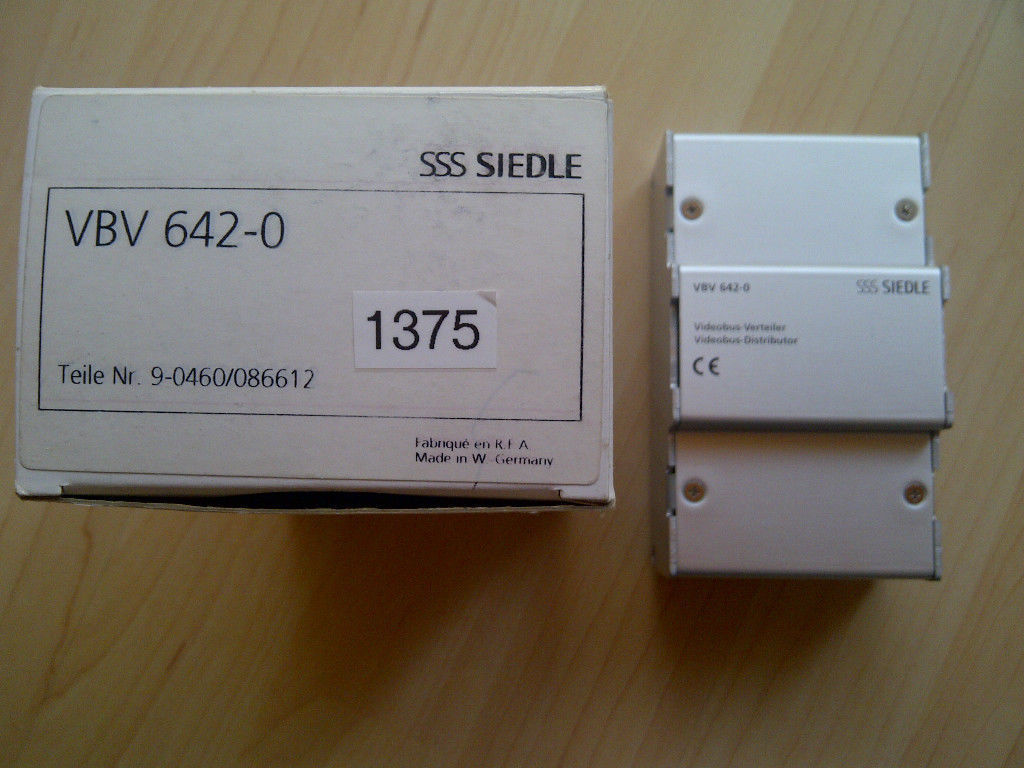 SSS SIEDLE
VBV 642-0
1375
Teile Nr. 9-0460/086612
Fabriqué en R.F.A.
Made in W.-Germany
VBV 642-0
SSS SIEDLE
Videobus-Verteiler
Videobus-Distributor
CE